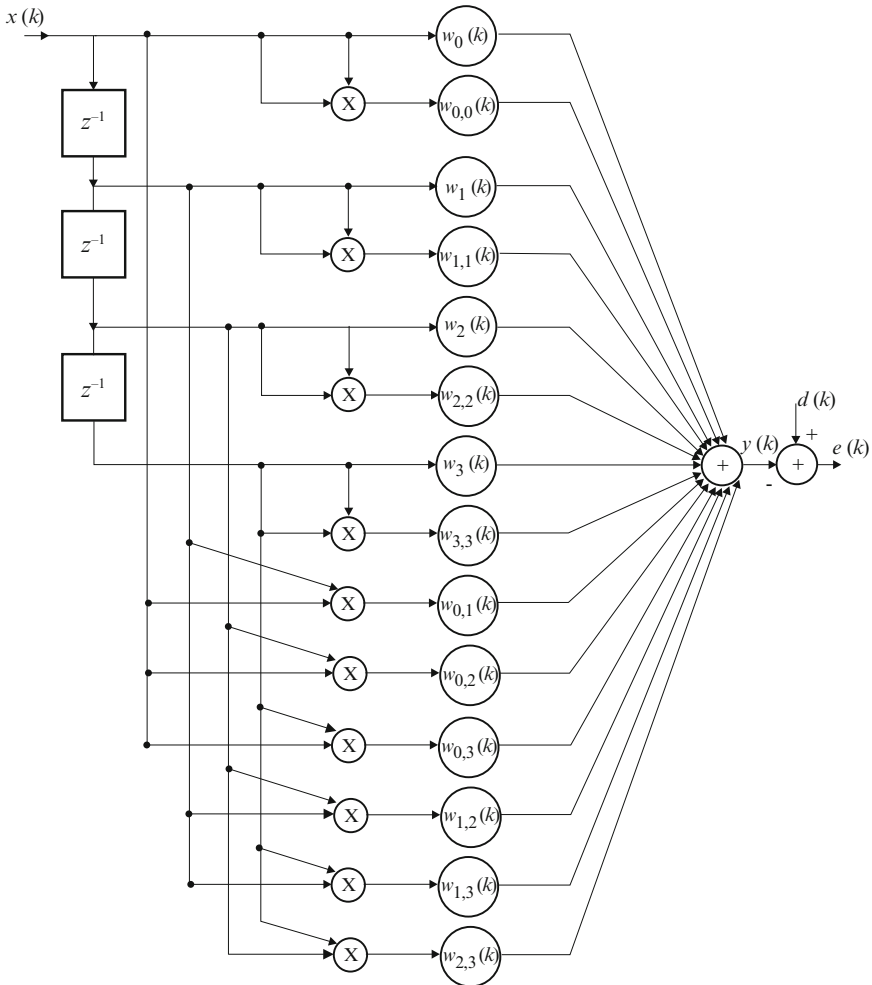 x (k)
w₀ (k)
z⁻¹
X
w₀,₀ (k)
w₁ (k)
z⁻¹
X
w₁,₁ (k)
w₂ (k)
z⁻¹
X
w₂,₂ (k)
d (k)
+
w₃ (k)
+
y (k)
-
+
e (k)
X
w₃,₃ (k)
X
w₀,₁ (k)
X
w₀,₂ (k)
X
w₀,₃ (k)
X
w₁,₂ (k)
X
w₁,₃ (k)
X
w₂,₃ (k)